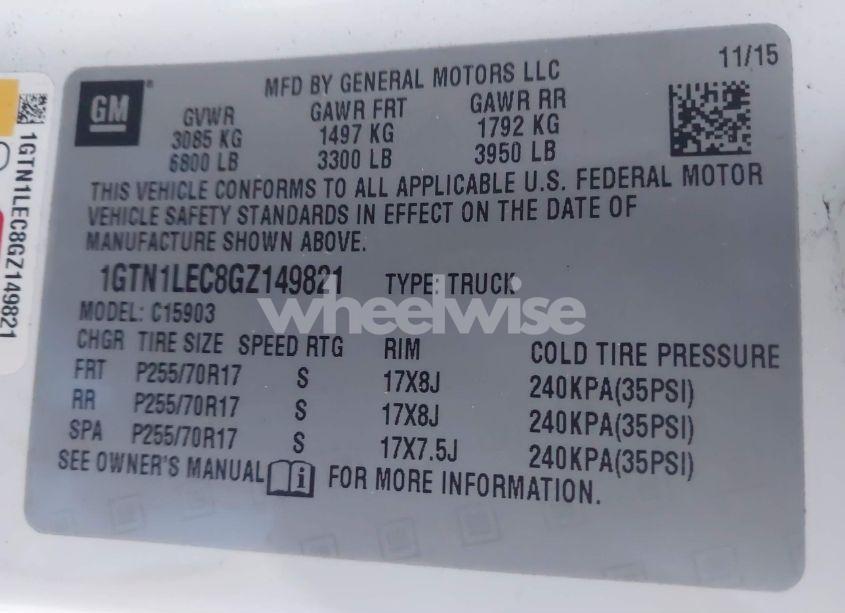 11/15
MFD BY GENERAL MOTORS LLC
GM
GVWR GAWR FRT GAWR RR
3085 KG 1497 KG 1792 KG
6800 LB 3300 LB 3950 LB
THIS VEHICLE CONFORMS TO ALL APPLICABLE U.S. FEDERAL MOTOR
VEHICLE SAFETY STANDARDS IN EFFECT ON THE DATE OF
MANUFACTURE SHOWN ABOVE.
1GTN1LEC8GZ149821 TYPE: TRUCK
MODEL: C15903
CHGR TIRE SIZE SPEED RTG RIM COLD TIRE PRESSURE
FRT P255/70R17 S 17X8J 240KPA(35PSI)
RR P255/70R17 S 17X8J 240KPA(35PSI)
SPA P255/70R17 S 17X7.5J 240KPA(35PSI)
SEE OWNER'S MANUAL i FOR MORE INFORMATION.
1GTN1LEC8GZ149821
wheelwise